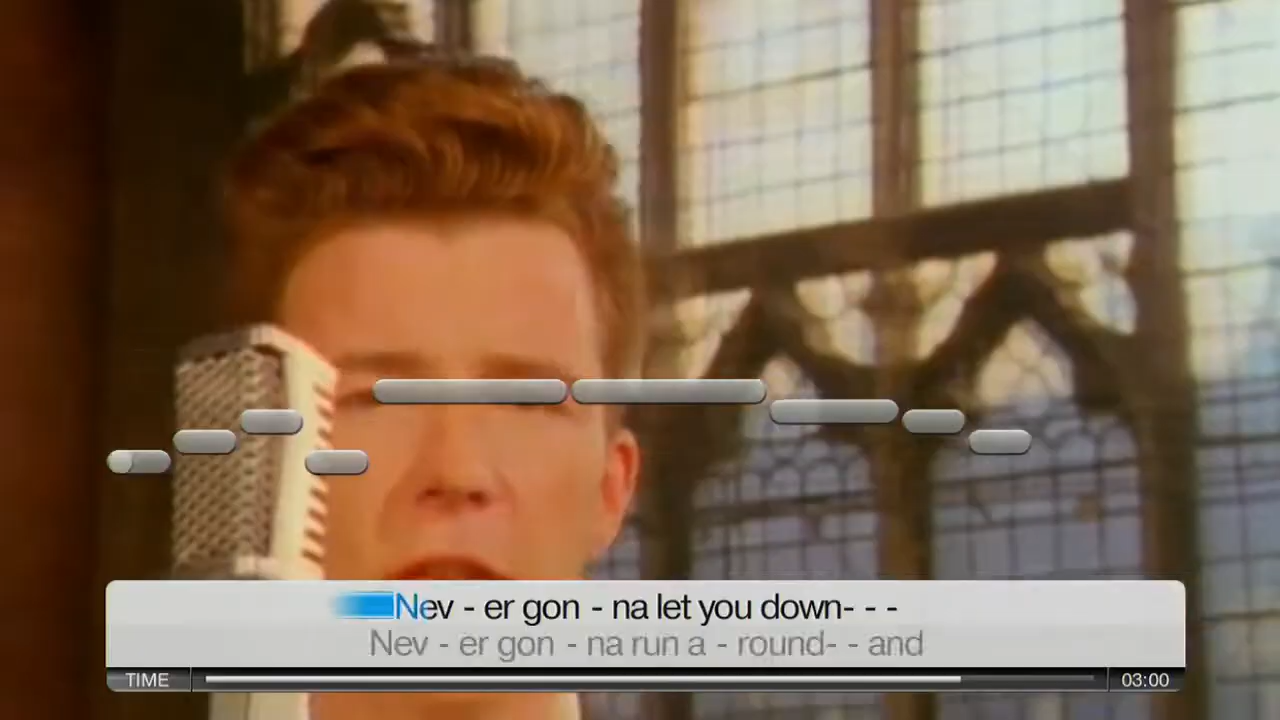 Nev - er gon - na let you down- - -
Nev - er gon - na run a - round- - and
TIME 03:00